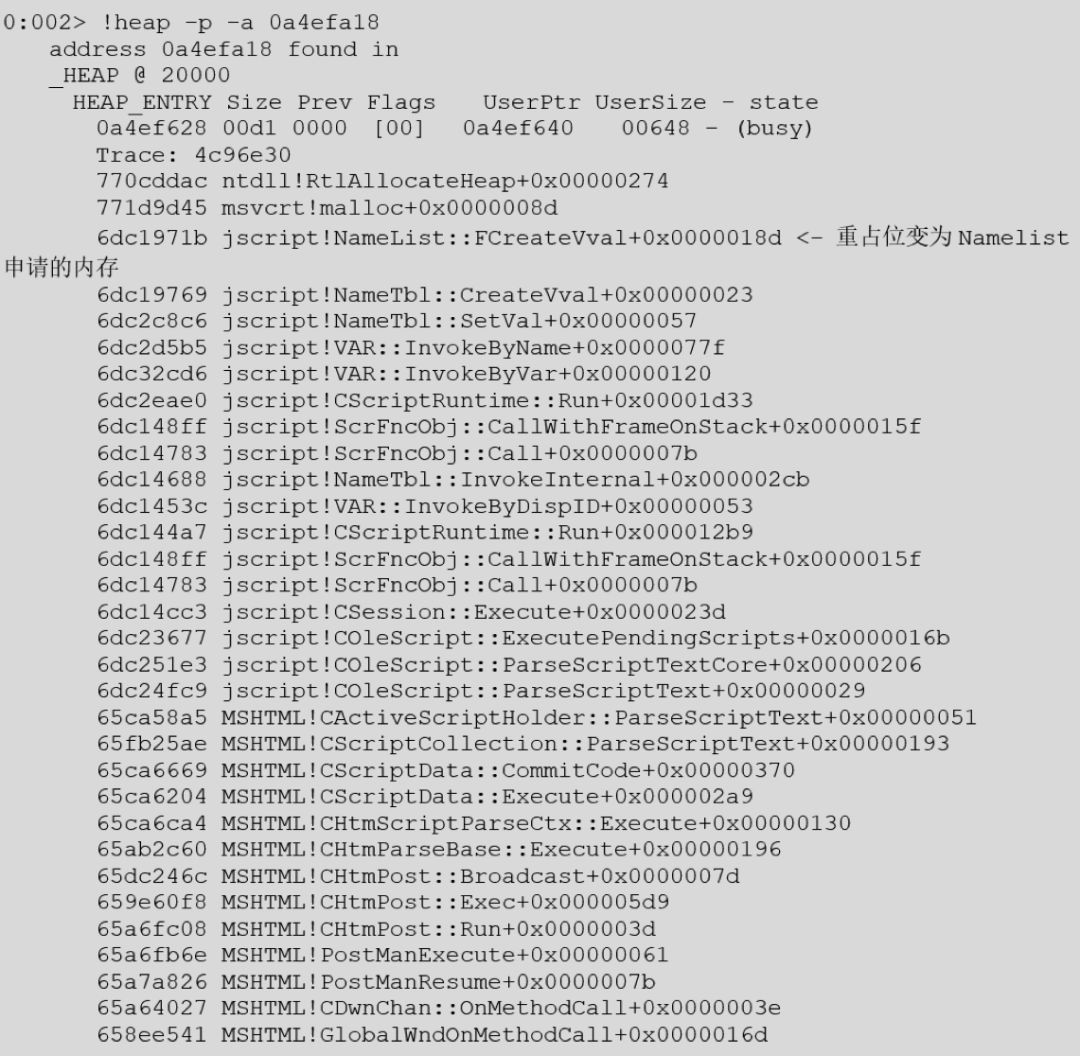 0:002> !heap -p -a 0a4efa18
address 0a4efa18 found in
_HEAP @ 20000
HEAP_ENTRY Size Prev Flags UserPtr UserSize - state
0a4ef628 00d1 0000 [00] 0a4ef640 00648 - (busy)
Trace: 4c96e30
770cddac ntdll!RtlAllocateHeap+0x00000274
771d9d45 msvcrt!malloc+0x0000008d
6dc1971b jscript!NameList::FCreateVval+0x0000018d <- 重占位变为 Namelist
申请的内存
6dc19769 jscript!NameTbl::CreateVval+0x00000023
6dc2c8c6 jscript!NameTbl::SetVal+0x00000057
6dc2d5b5 jscript!VAR::InvokeByName+0x0000077f
6dc32cd6 jscript!VAR::InvokeByVar+0x00000120
6dc2eae0 jscript!CScriptRuntime::Run+0x00001d33
6dc148ff jscript!ScrFncObj::CallWithFrameOnStack+0x0000015f
6dc14783 jscript!ScrFncObj::Call+0x0000007b
6dc14688 jscript!NameTbl::InvokeInternal+0x000002cb
6dc1453c jscript!VAR::InvokeByDispID+0x00000053
6dc144a7 jscript!CScriptRuntime::Run+0x000012b9
6dc148ff jscript!ScrFncObj::CallWithFrameOnStack+0x0000015f
6dc14783 jscript!ScrFncObj::Call+0x0000007b
6dc14cc3 jscript!CSession::Execute+0x0000023d
6dc23677 jscript!COleScript::ExecutePendingScripts+0x0000016b
6dc251e3 jscript!COleScript::ParseScriptTextCore+0x00000206
6dc24fc9 jscript!COleScript::ParseScriptText+0x00000029
65ca58a5 MSHTML!CActiveScriptHolder::ParseScriptText+0x00000051
65fb25ae MSHTML!CScriptCollection::ParseScriptText+0x00000193
65ca6669 MSHTML!CScriptData::CommitCode+0x00000370
65ca6204 MSHTML!CScriptData::Execute+0x000002a9
65ca6ca4 MSHTML!CHtmScriptParseCtx::Execute+0x00000130
65ab2c60 MSHTML!CHtmParseBase::Execute+0x00000196
65dc246c MSHTML!CHtmPost::Broadcast+0x0000007d
659e60f8 MSHTML!CHtmPost::Exec+0x000005d9
65a6fc08 MSHTML!CHtmPost::Run+0x0000003d
65a6fb6e MSHTML!PostManExecute+0x00000061
65a7a826 MSHTML!PostManResume+0x0000007b
65a64027 MSHTML!CDwnChan::OnMethodCall+0x0000003e
658ee541 MSHTML!GlobalWndOnMethodCall+0x0000016d